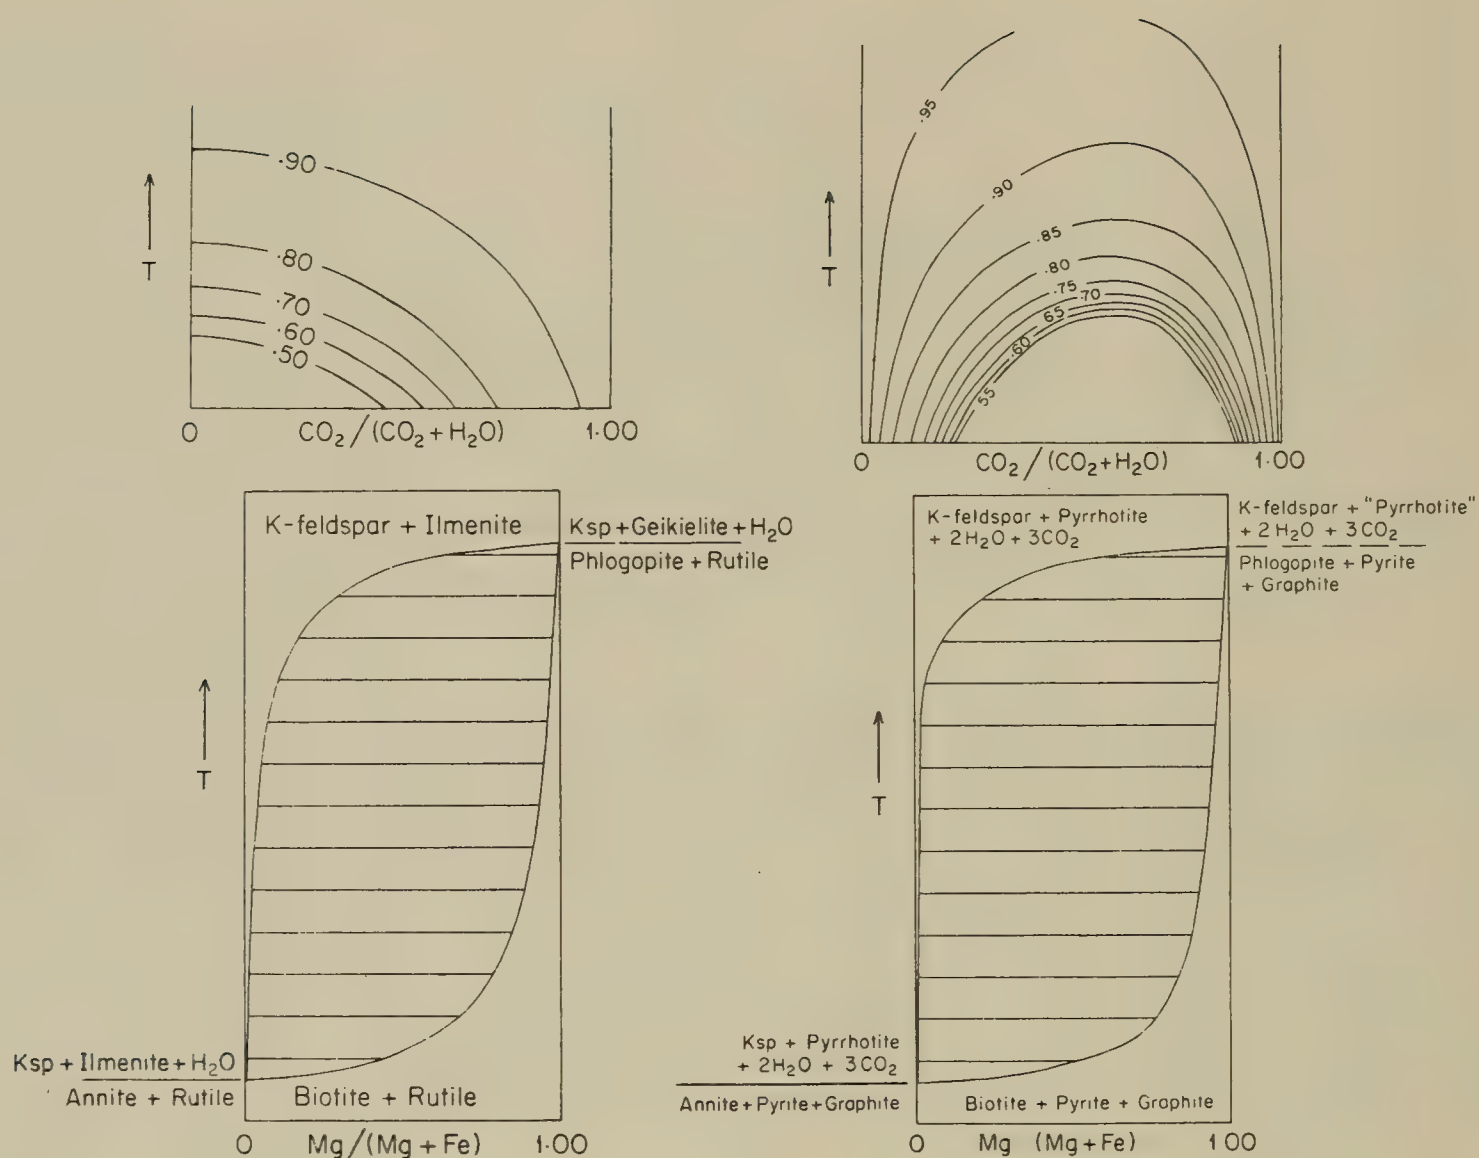 ·90
·80
·70
·60
·50
T
0 CO₂/(CO₂+H₂O) 1·00
.95
.90
.85
.80
.75
.70
.65
.60
.55
T
0 CO₂/(CO₂+H₂O) 1·00
K-feldspar + Ilmenite
Ksp+Geikielite+H₂O
Phlogopite + Rutile
T
Ksp+Ilmenite+H₂O
Annite + Rutile
Biotite + Rutile
0 Mg/(Mg+Fe) 1·00
K-feldspar + Pyrrhotite
+ 2H₂O + 3CO₂
K-feldspar + "Pyrrhotite"
+ 2H₂O + 3CO₂
Phlogopite + Pyrite
+ Graphite
T
Ksp + Pyrrhotite
+ 2H₂O + 3CO₂
Annite+Pyrite+Graphite
Biotite + Pyrite + Graphite
0 Mg (Mg+Fe) 1 00